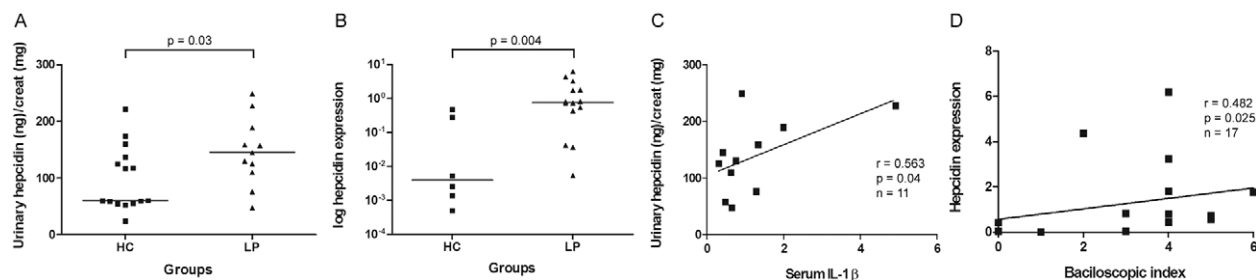 A
Urinary hepcidin (ng)/creat (mg)
300
200
100
0
p = 0.03
HC
LP
Groups
B
log hepcidin expression
10¹
10⁰
10⁻¹
10⁻²
10⁻³
10⁻⁴
p = 0.004
HC
LP
Groups
C
Urinary hepcidin (ng)/creat (mg)
300
200
100
0
r = 0.563
p = 0.04
n = 11
0
2
4
6
Serum IL-1β
D
Hepcidin expression
8
6
4
2
0
r = 0.482
p = 0.025
n = 17
0
2
4
6
Baciloscopic index